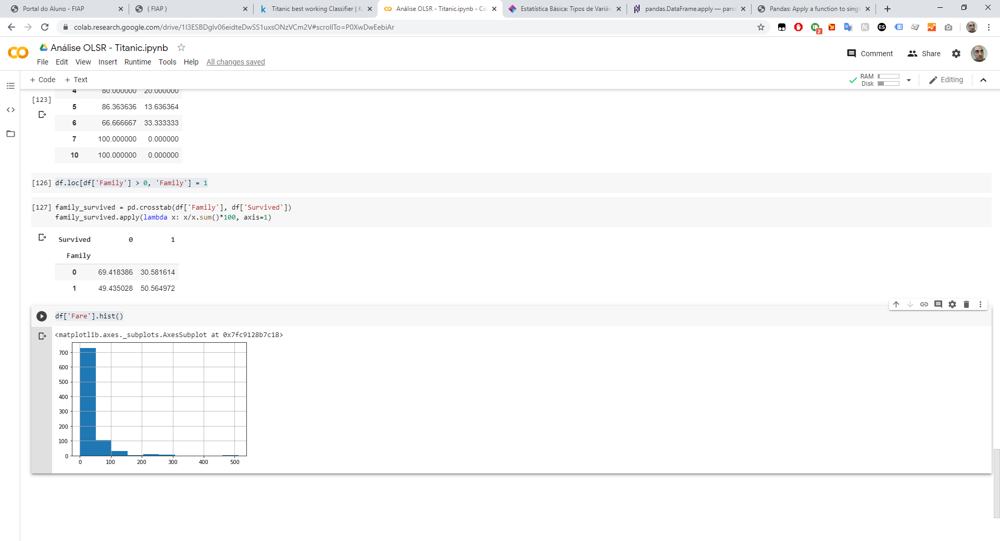 Portal do Aluno - FIAP
( FIAP )
Titanic best working Classifier | K
Análise OLSR - Titanic.ipynb - Co
Estatística Básica: Tipos de Variáv
pandas.DataFrame.apply — pand
Pandas: Apply a function to singl
colab.research.google.com/drive/1I3ESBDglv06eidteDwSS1uxsONzVCm2V#scrollTo=P0XwDwEebiAr
2
ES
Análise OLSR - Titanic.ipynb
Comment
Share
File Edit View Insert Runtime Tools Help All changes saved
+ Code + Text
RAM
Disk
Editing
[123]
4 80.000000 20.000000
5 86.363636 13.636364
6 66.666667 33.333333
7 100.000000 0.000000
10 100.000000 0.000000
[126] df.loc[df['Family'] > 0, 'Family'] = 1
[127] family_survived = pd.crosstab(df['Family'], df['Survived'])
family_survived.apply(lambda x: x/x.sum()*100, axis=1)
Survived 0 1
Family
0 69.418386 30.581614
1 49.435028 50.564972
df['Fare'].hist()
<matplotlib.axes._subplots.AxesSubplot at 0x7fc9128b7c18>
700
600
500
400
300
200
100
0
0 100 200 300 400 500